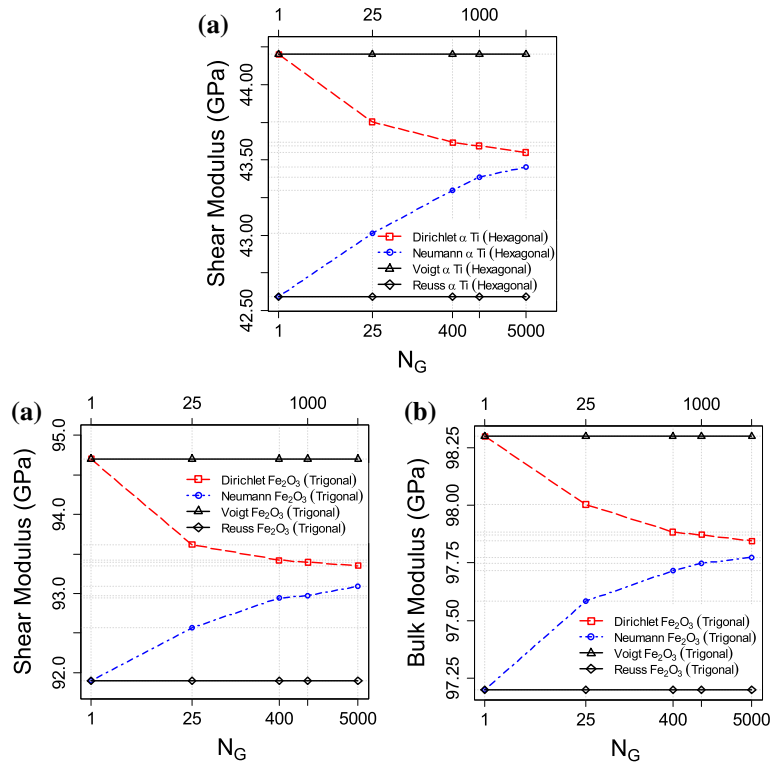 (a)
1 25 1000
Shear Modulus (GPa)
44.00
43.50
43.00
42.50
Dirichlet α Ti (Hexagonal)
Neumann α Ti (Hexagonal)
Voigt α Ti (Hexagonal)
Reuss α Ti (Hexagonal)
1 25 400 5000
N_G
(a)
1 25 1000
Shear Modulus (GPa)
95.0
94.0
93.0
92.0
Dirichlet Fe₂O₃ (Trigonal)
Neumann Fe₂O₃ (Trigonal)
Voigt Fe₂O₃ (Trigonal)
Reuss Fe₂O₃ (Trigonal)
1 25 400 5000
N_G
(b)
1 25 1000
Bulk Modulus (GPa)
98.25
98.00
97.75
97.50
97.25
Dirichlet Fe₂O₃ (Trigonal)
Neumann Fe₂O₃ (Trigonal)
Voigt Fe₂O₃ (Trigonal)
Reuss Fe₂O₃ (Trigonal)
1 25 400 5000
N_G